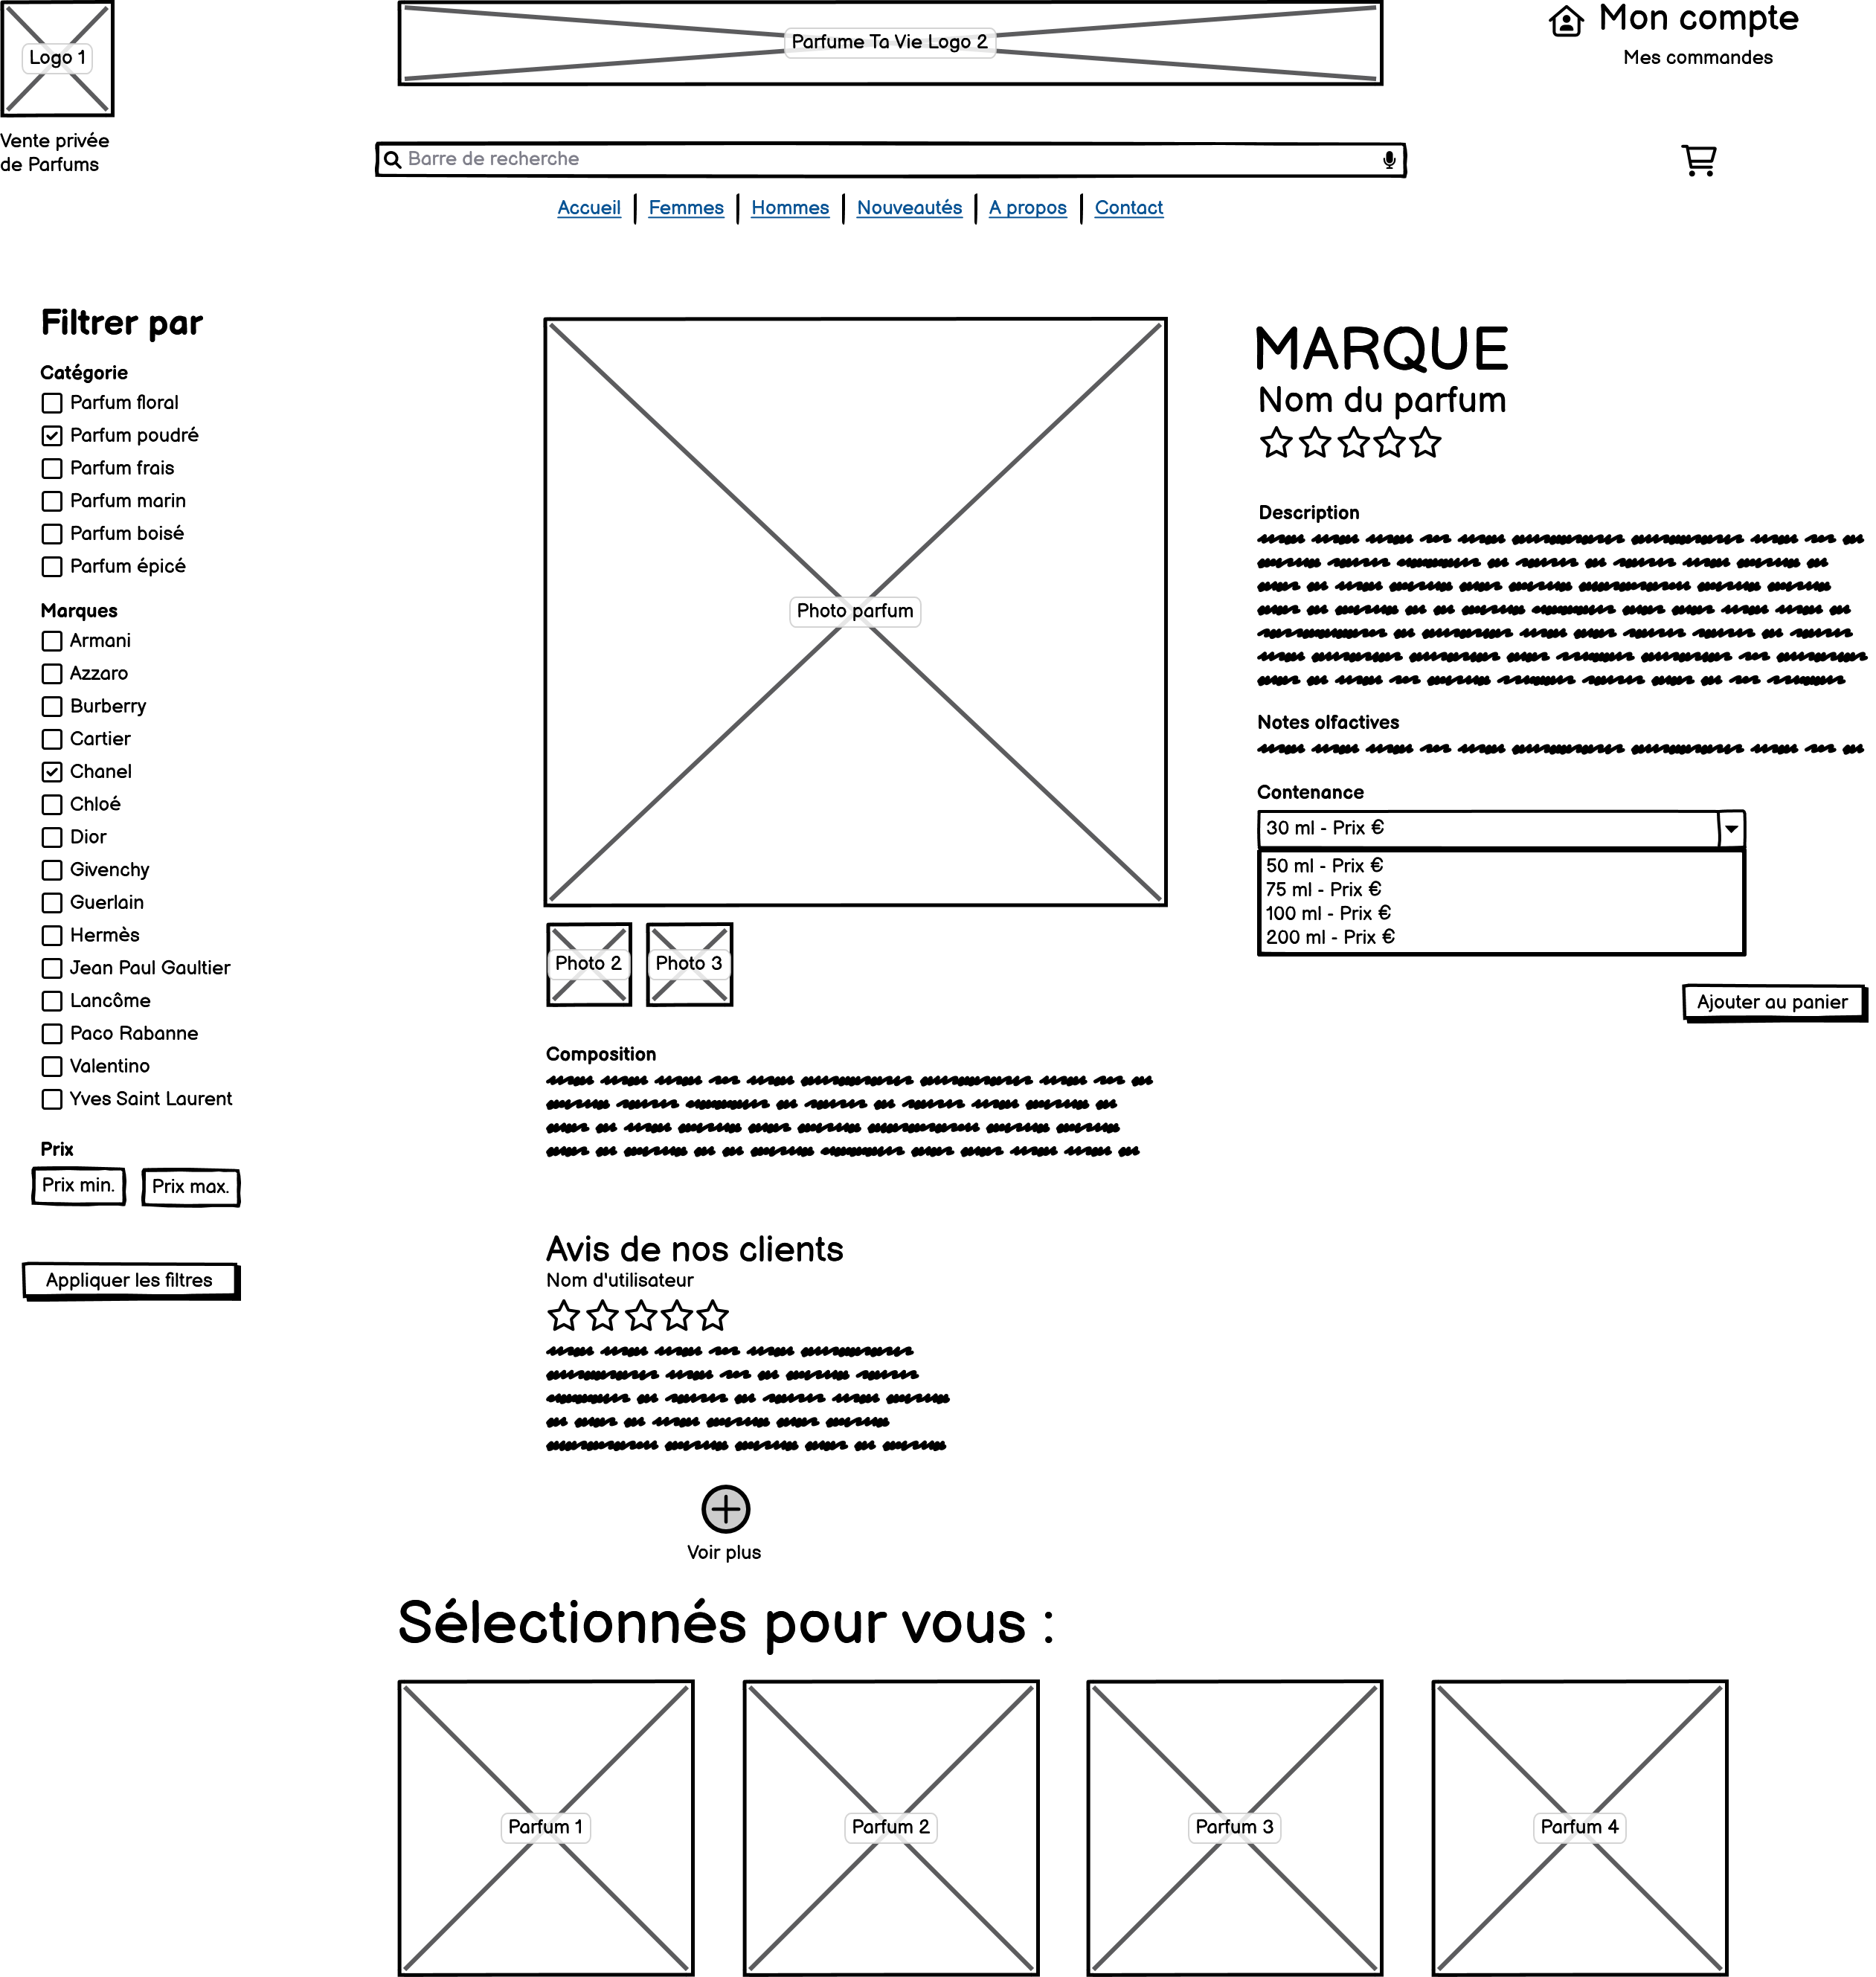 Logo 1
Parfume Ta Vie Logo 2
Mon compte
Mes commandes
Vente privée
de Parfums
Barre de recherche
Accueil
Femmes
Hommes
Nouveautés
A propos
Contact
Filtrer par
Catégorie
Parfum floral
Parfum poudré
Parfum frais
Parfum marin
Parfum boisé
Parfum épicé
Marques
Armani
Azzaro
Burberry
Cartier
Chanel
Chloé
Dior
Givenchy
Guerlain
Hermès
Jean Paul Gaultier
Lancôme
Paco Rabanne
Valentino
Yves Saint Laurent
Prix
Prix min.
Prix max.
Appliquer les filtres
Photo parfum
Photo 2
Photo 3
MARQUE
Nom du parfum
Description
Notes olfactives
Contenance
30 ml - Prix €
50 ml - Prix €
75 ml - Prix €
100 ml - Prix €
200 ml - Prix €
Ajouter au panier
Composition
Avis de nos clients
Nom d'utilisateur
Voir plus
Sélectionnés pour vous :
Parfum 1
Parfum 2
Parfum 3
Parfum 4